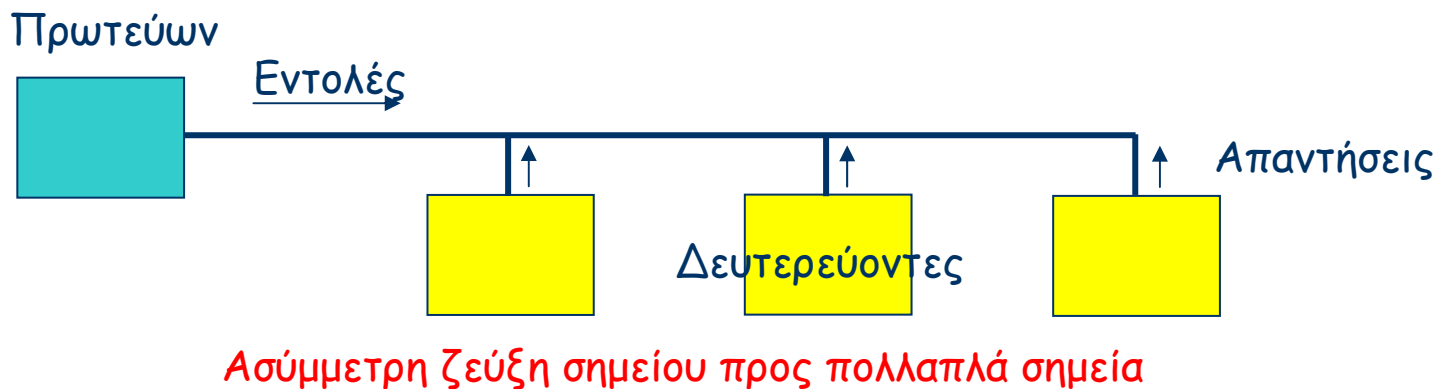 Πρωτεύων
Εντολές
Απαντήσεις
Δευτερεύοντες
Ασύμμετρη ζεύξη σημείου προς πολλαπλά σημεία